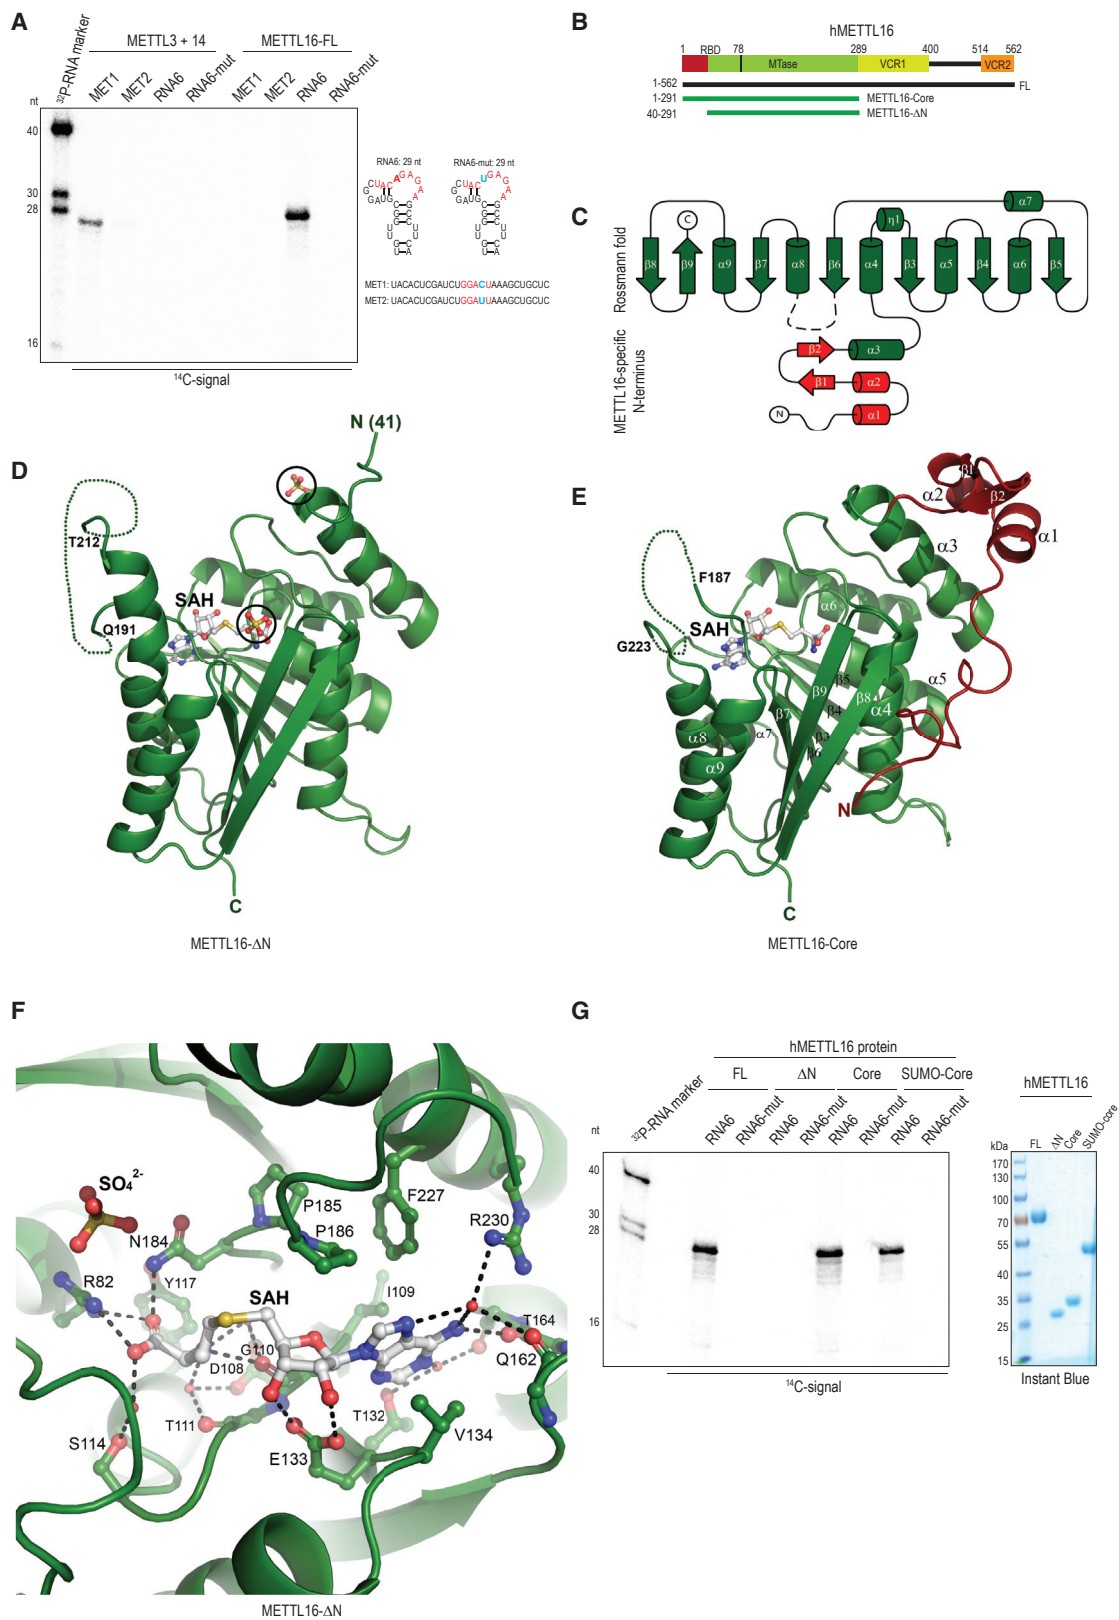 A
METTL3 + 14
METTL16-FL
³²P-RNA marker
MET1
MET2
RNA6
RNA6-mut
MET1
MET2
RNA6
RNA6-mut
nt
40
30
28
16
¹⁴C-signal
RNA6: 29 nt
RNA6-mut: 29 nt
MET1: UACACUCGAUCUGGACUAAAGCUGCUC
MET2: UACACUCGAUCUGGAUUAAAGCUGCUC
B
hMETTL16
1
RBD
78
289
400
514
562
MTase
VCR1
VCR2
1-562
FL
1-291
METTL16-Core
40-291
METTL16-ΔN
C
Rossmann fold
METTL16-specific
N-terminus
C
α7
η1
β8
β9
α9
β7
α8
β6
α4
β3
α5
β4
α6
β5
β2
α3
β1
α2
N
α1
D
N (41)
T212
SAH
Q191
C
METTL16-ΔN
E
α2
β1
β2
α3
α1
F187
α6
SAH
G223
β5
α5
β9
β8
α4
β7
β4
α8
α7
β3
β6
α9
N
C
METTL16-Core
F
SO₄²⁻
P185
F227
N184
P186
R230
R82
Y117
SAH
I109
T164
G110
D108
Q162
T111
T132
S114
V134
E133
METTL16-ΔN
G
hMETTL16 protein
FL
ΔN
Core
SUMO-Core
³²P-RNA marker
RNA6
RNA6-mut
RNA6
RNA6-mut
RNA6
RNA6-mut
RNA6
RNA6-mut
nt
40
30
28
16
¹⁴C-signal
hMETTL16
kDa
FL
ΔN
Core
SUMO-core
170
130
100
70
55
40
35
25
15
Instant Blue